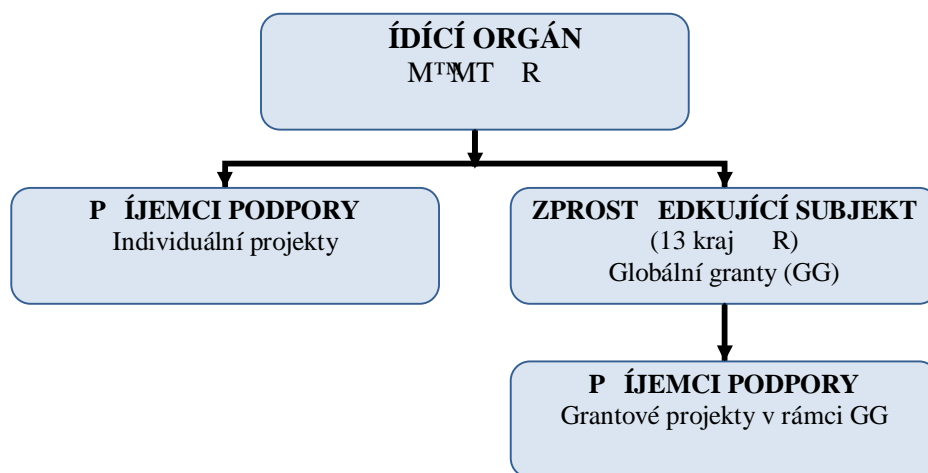 ÍDÍCÍ ORGÁN
M™MT R
P ÍJEMCI PODPORY
Individuální projekty
ZPROST EDKUJÍCÍ SUBJEKT
(13 kraj R)
Globální granty (GG)
P ÍJEMCI PODPORY
Grantové projekty v rámci GG